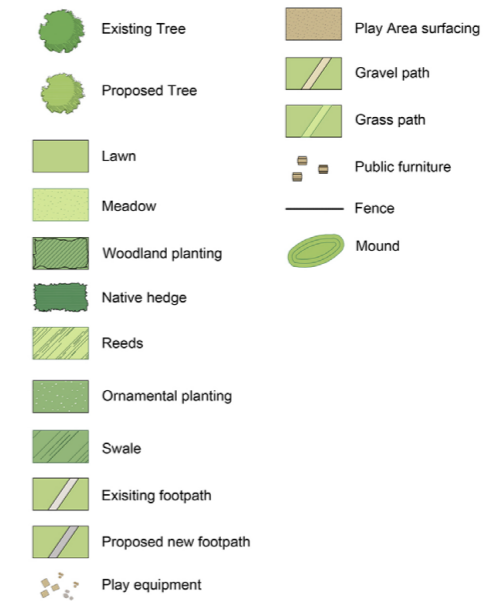 Existing Tree
Proposed Tree
Lawn
Meadow
Woodland planting
Native hedge
Reeds
Ornamental planting
Swale
Exisiting footpath
Proposed new footpath
Play equipment
Play Area surfacing
Gravel path
Grass path
Public furniture
Fence
Mound